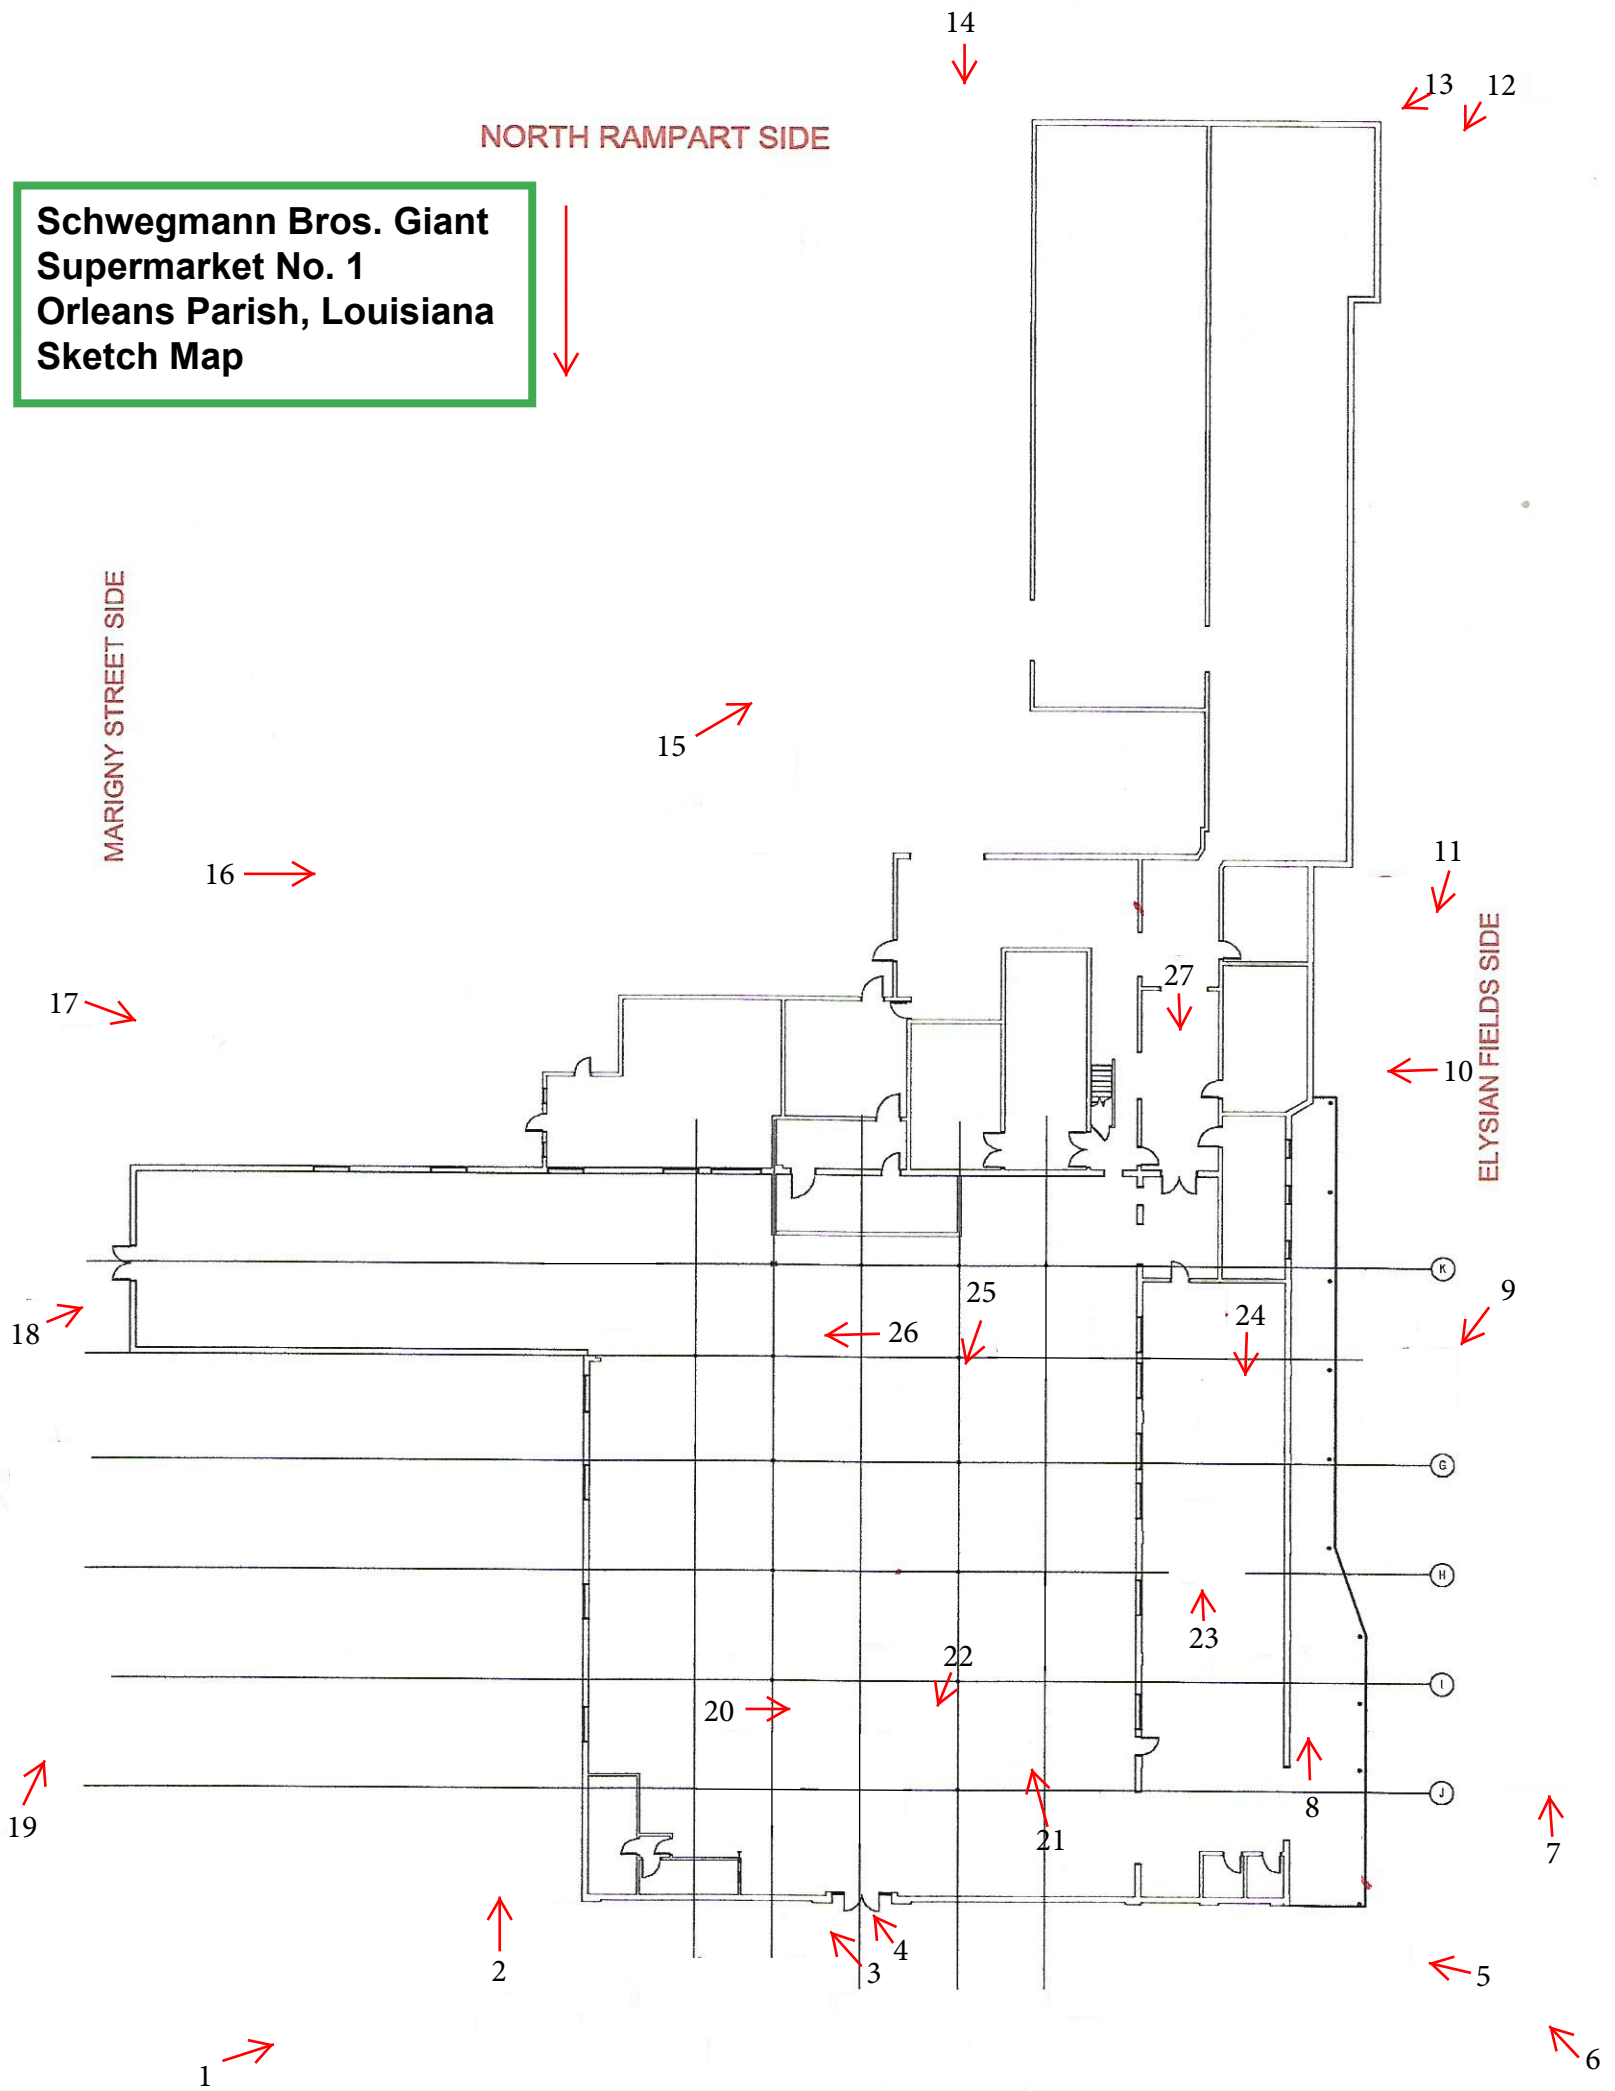 14
13
12
NORTH RAMPART SIDE
Schwegmann Bros. Giant
Supermarket No. 1
Orleans Parish, Louisiana
Sketch Map
MARIGNY STREET SIDE
15
16
11
ELYSIAN FIELDS SIDE
17
27
10
K
25
9
18
26
24
G
H
23
22
I
20
J
19
8
21
7
4
2
3
5
6
1